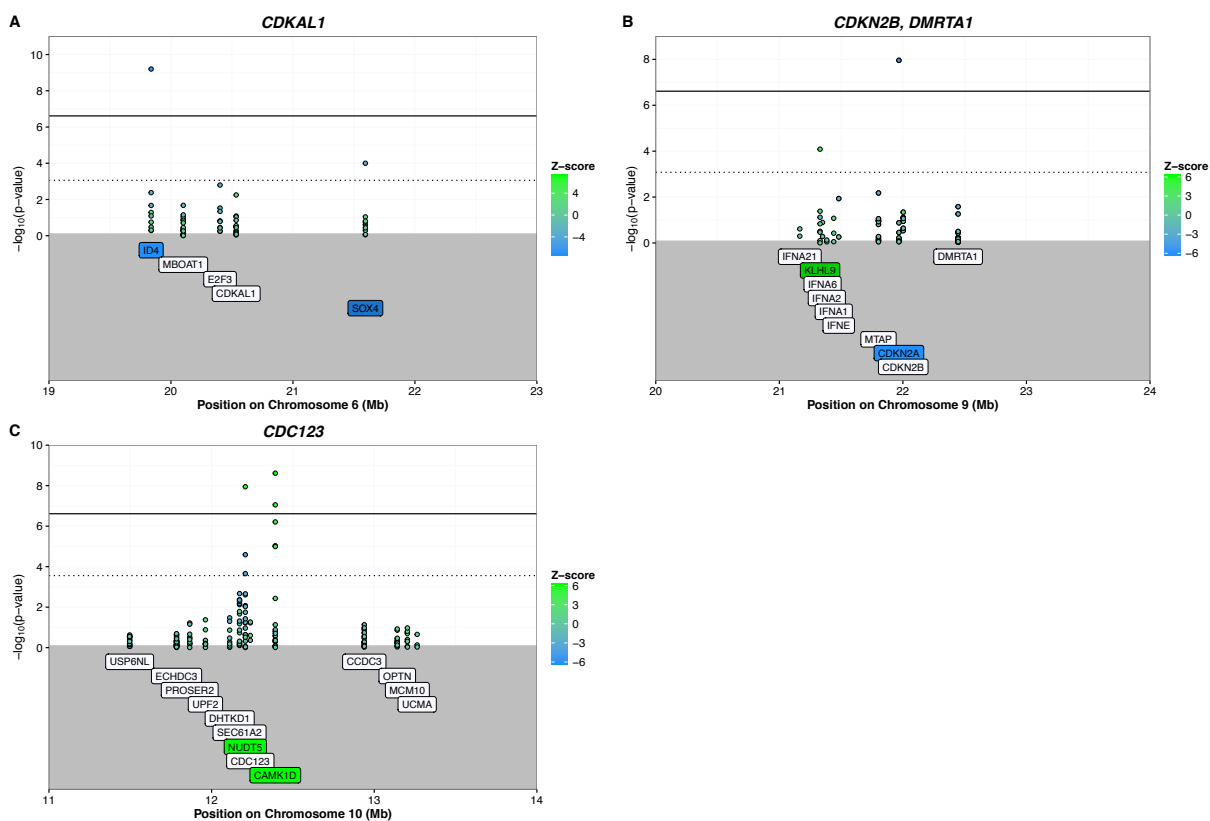 A
CDKAL1
10
8
6
4
2
0
−log10(p−value)
ID4
MBOAT1
E2F3
CDKAL1
SOX4
19
20
21
22
23
Position on Chromosome 6 (Mb)
Z−score
4
0
−4
B
CDKN2B, DMRTA1
8
6
4
2
0
−log10(p−value)
IFNA21
DMRTA1
KLHL9
IFNA6
IFNA2
IFNA1
IFNE
MTAP
CDKN2A
CDKN2B
20
21
22
23
24
Position on Chromosome 9 (Mb)
Z−score
6
3
0
−3
−6
C
CDC123
10
8
6
4
2
0
−log10(p−value)
USP6NL
CCDC3
ECHDC3
OPTN
PROSER2
MCM10
UPF2
UCMA
DHTKD1
SEC61A2
NUDT5
CDC123
CAMK1D
11
12
13
14
Position on Chromosome 10 (Mb)
Z−score
6
3
0
−3
−6